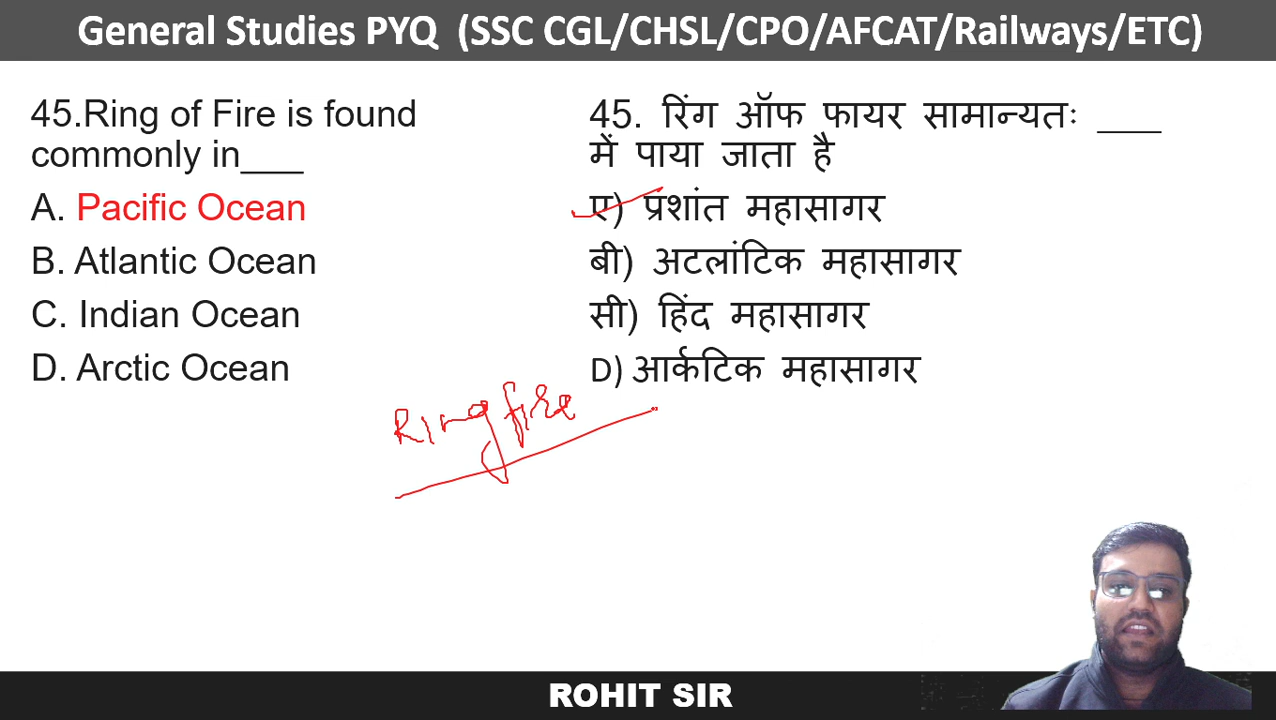 General Studies PYQ (SSC CGL/CHSL/CPO/AFCAT/Railways/ETC)
45.Ring of Fire is found
commonly in___
A. Pacific Ocean
B. Atlantic Ocean
C. Indian Ocean
D. Arctic Ocean
45. रिंग ऑफ फायर सामान्यतः ___
में पाया जाता है
ए) प्रशांत महासागर
बी) अटलांटिक महासागर
सी) हिंद महासागर
D) आर्कटिक महासागर
Ring fire
ROHIT SIR